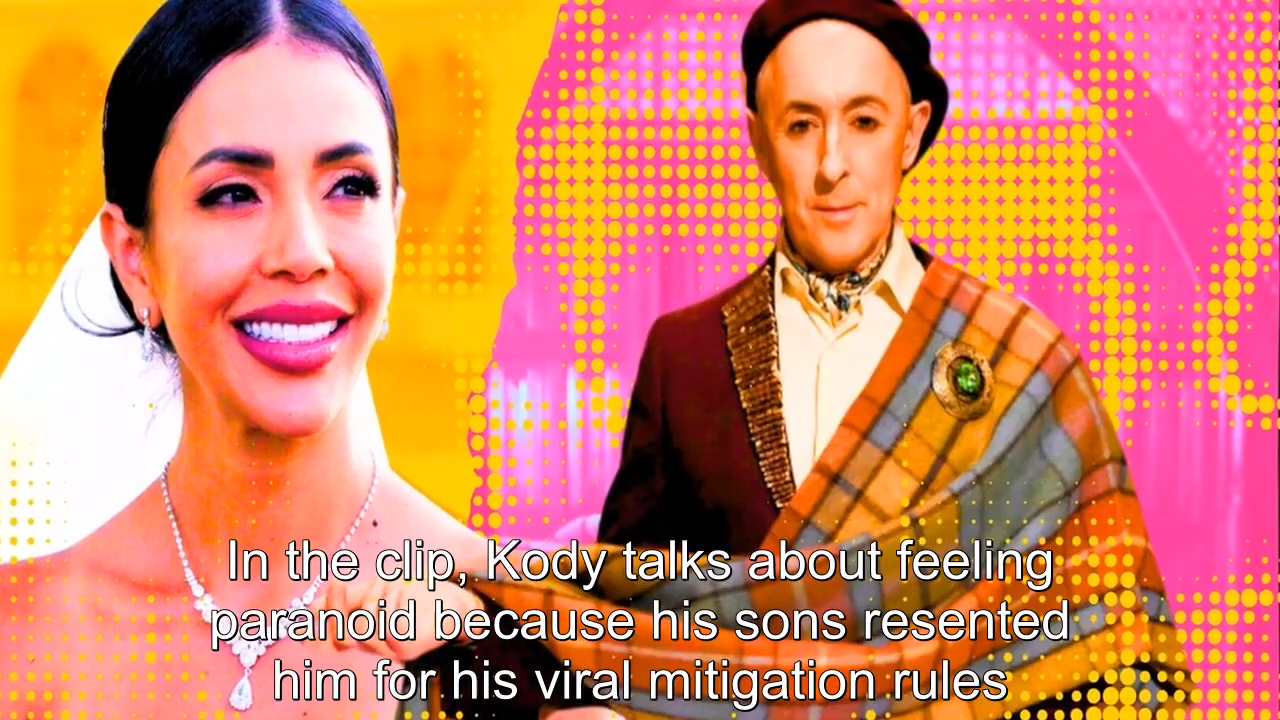 In the clip, Kody talks about feeling
paranoid because his sons resented
him for his viral mitigation rules